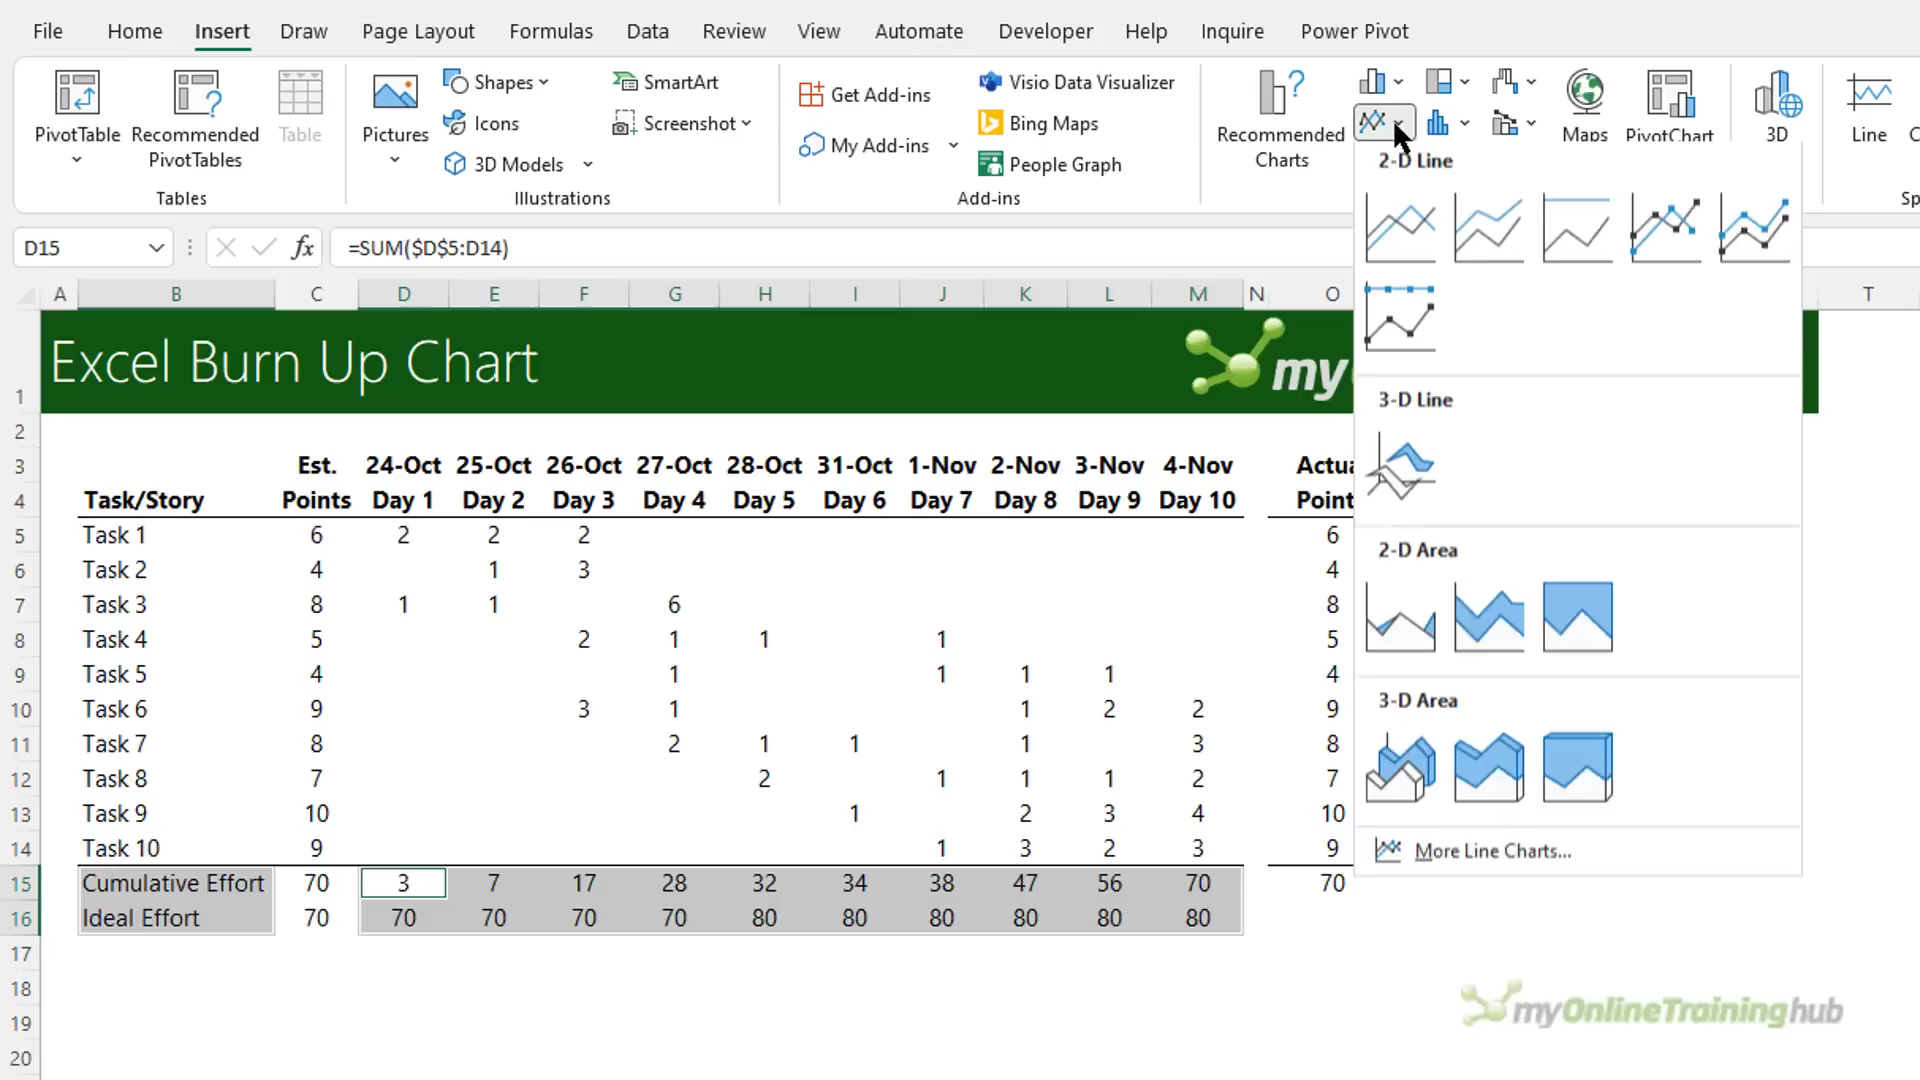 File Home Insert Draw Page Layout Formulas Data Review View Automate Developer Help Inquire Power Pivot
PivotTable
Recommended
PivotTables
Table
Tables
Pictures
Shapes
Icons
3D Models
SmartArt
Screenshot
Illustrations
Get Add-ins
My Add-ins
Visio Data Visualizer
Bing Maps
People Graph
Add-ins
Recommended
Charts
Maps
PivotChart
3D
Line
2-D Line
3-D Line
2-D Area
3-D Area
More Line Charts...
D15 fx =SUM($D$5:D14)
A B C D E F G H I J K L M N O T
1 Excel Burn Up Chart my
2
3 Est. 24-Oct 25-Oct 26-Oct 27-Oct 28-Oct 31-Oct 1-Nov 2-Nov 3-Nov 4-Nov
4 Task/Story Points Day 1 Day 2 Day 3 Day 4 Day 5 Day 6 Day 7 Day 8 Day 9 Day 10 Point
5 Task 1 6 2 2 2 6
6 Task 2 4 1 3 4
7 Task 3 8 1 1 6 8
8 Task 4 5 2 1 1 1 5
9 Task 5 4 1 1 1 1 4
10 Task 6 9 3 1 1 2 2 9
11 Task 7 8 2 1 1 1 3 8
12 Task 8 7 2 1 1 1 2 7
13 Task 9 10 1 2 3 4 10
14 Task 10 9 1 3 2 3 9
15 Cumulative Effort 70 3 7 17 28 32 34 38 47 56 70 70
16 Ideal Effort 70 70 70 70 70 80 80 80 80 80 80
17
18
19
20
myOnlineTraininghub